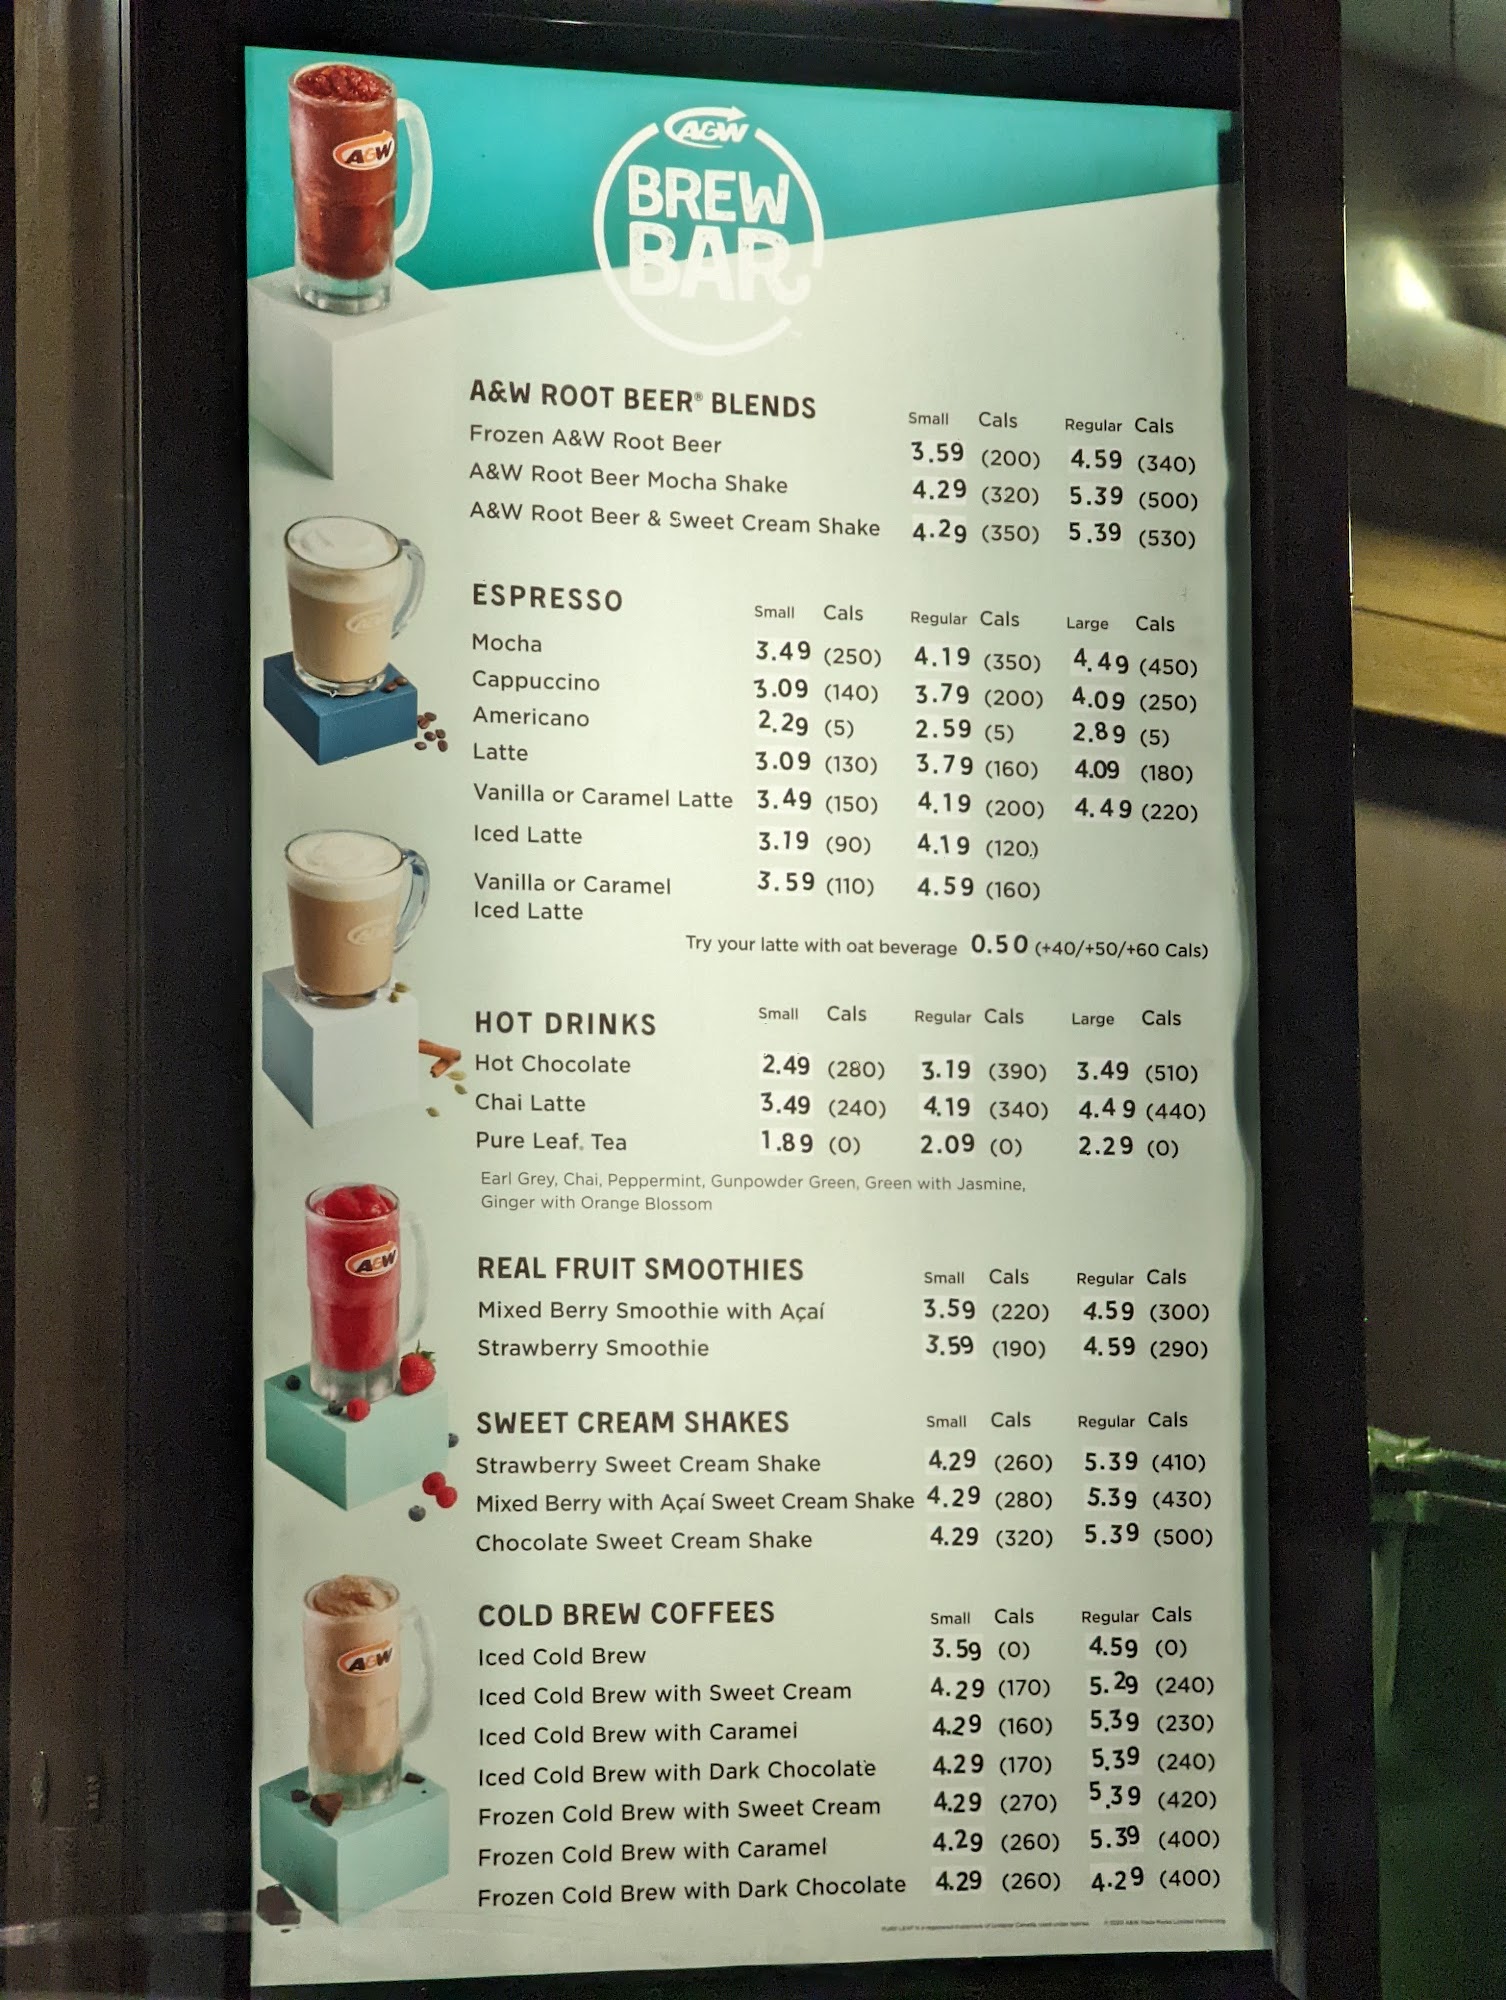 A&W
A&W
BREW
BAR
A&W ROOT BEER® BLENDS Small Cals Regular Cals
Frozen A&W Root Beer 3.59 (200) 4.59 (340)
A&W Root Beer Mocha Shake 4.29 (320) 5.39 (500)
A&W Root Beer & Sweet Cream Shake 4.29 (350) 5.39 (530)
ESPRESSO Small Cals Regular Cals Large Cals
Mocha 3.49 (250) 4.19 (350) 4.49 (450)
Cappuccino 3.09 (140) 3.79 (200) 4.09 (250)
Americano 2.29 (5) 2.59 (5) 2.89 (5)
Latte 3.09 (130) 3.79 (160) 4.09 (180)
Vanilla or Caramel Latte 3.49 (150) 4.19 (200) 4.49 (220)
Iced Latte 3.19 (90) 4.19 (120)
Vanilla or Caramel 3.59 (110) 4.59 (160)
Iced Latte
Try your latte with oat beverage 0.50 (+40/+50/+60 Cals)
HOT DRINKS Small Cals Regular Cals Large Cals
Hot Chocolate 2.49 (280) 3.19 (390) 3.49 (510)
Chai Latte 3.49 (240) 4.19 (340) 4.49 (440)
Pure Leaf® Tea 1.89 (0) 2.09 (0) 2.29 (0)
Earl Grey, Chai, Peppermint, Gunpowder Green, Green with Jasmine,
Ginger with Orange Blossom
A&W
REAL FRUIT SMOOTHIES Small Cals Regular Cals
Mixed Berry Smoothie with Açaí 3.59 (220) 4.59 (300)
Strawberry Smoothie 3.59 (190) 4.59 (290)
SWEET CREAM SHAKES Small Cals Regular Cals
Strawberry Sweet Cream Shake 4.29 (260) 5.39 (410)
Mixed Berry with Açaí Sweet Cream Shake 4.29 (280) 5.39 (430)
Chocolate Sweet Cream Shake 4.29 (320) 5.39 (500)
A&W
COLD BREW COFFEES Small Cals Regular Cals
Iced Cold Brew 3.59 (0) 4.59 (0)
Iced Cold Brew with Sweet Cream 4.29 (170) 5.29 (240)
Iced Cold Brew with Caramel 4.29 (160) 5.39 (230)
Iced Cold Brew with Dark Chocolate 4.29 (170) 5.39 (240)
Frozen Cold Brew with Sweet Cream 4.29 (270) 5.39 (420)
Frozen Cold Brew with Caramel 4.29 (260) 5.39 (400)
Frozen Cold Brew with Dark Chocolate 4.29 (260) 4.29 (400)